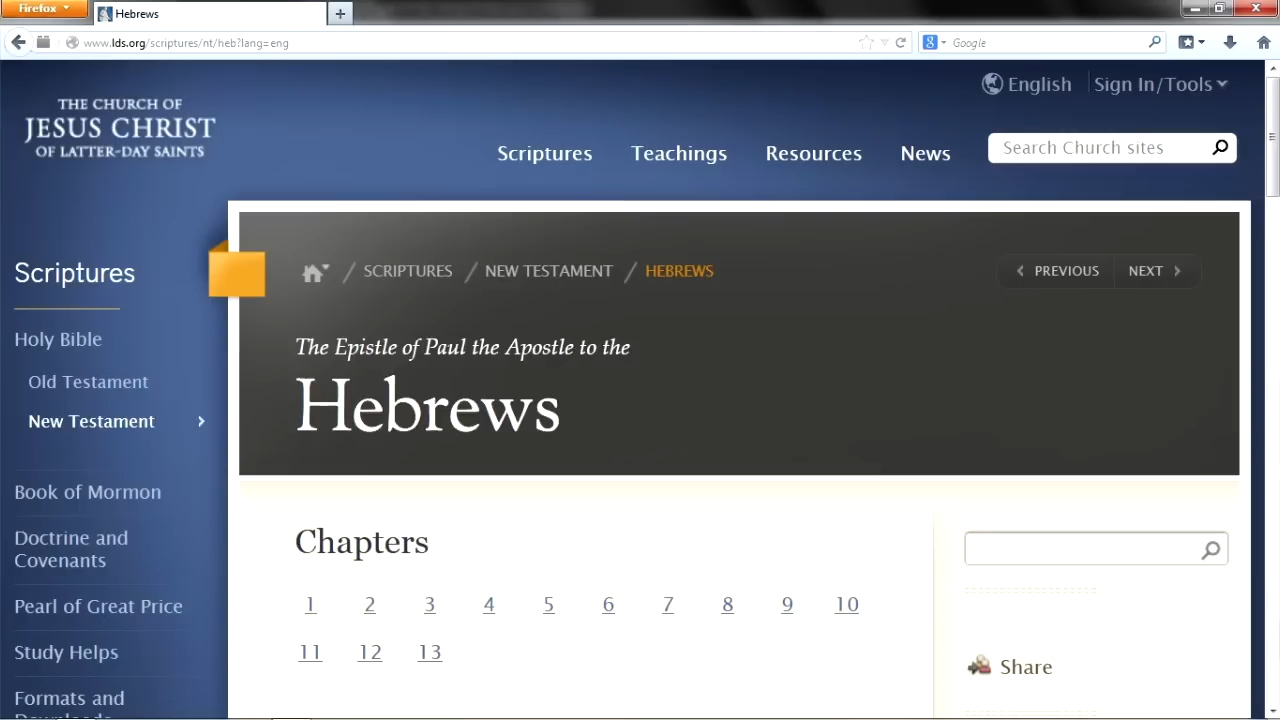 Firefox
Hebrews
www.lds.org/scriptures/nt/heb?lang=eng
Google
English
Sign In/Tools
THE CHURCH OF
JESUS CHRIST
OF LATTER-DAY SAINTS
Scriptures
Teachings
Resources
News
Search Church sites
Scriptures
Holy Bible
Old Testament
New Testament
Book of Mormon
Doctrine and
Covenants
Pearl of Great Price
Study Helps
Formats and
Downloads
SCRIPTURES / NEW TESTAMENT / HEBREWS
PREVIOUS
NEXT
The Epistle of Paul the Apostle to the
Hebrews
Chapters
1 2 3 4 5 6 7 8 9 10
11 12 13
Share